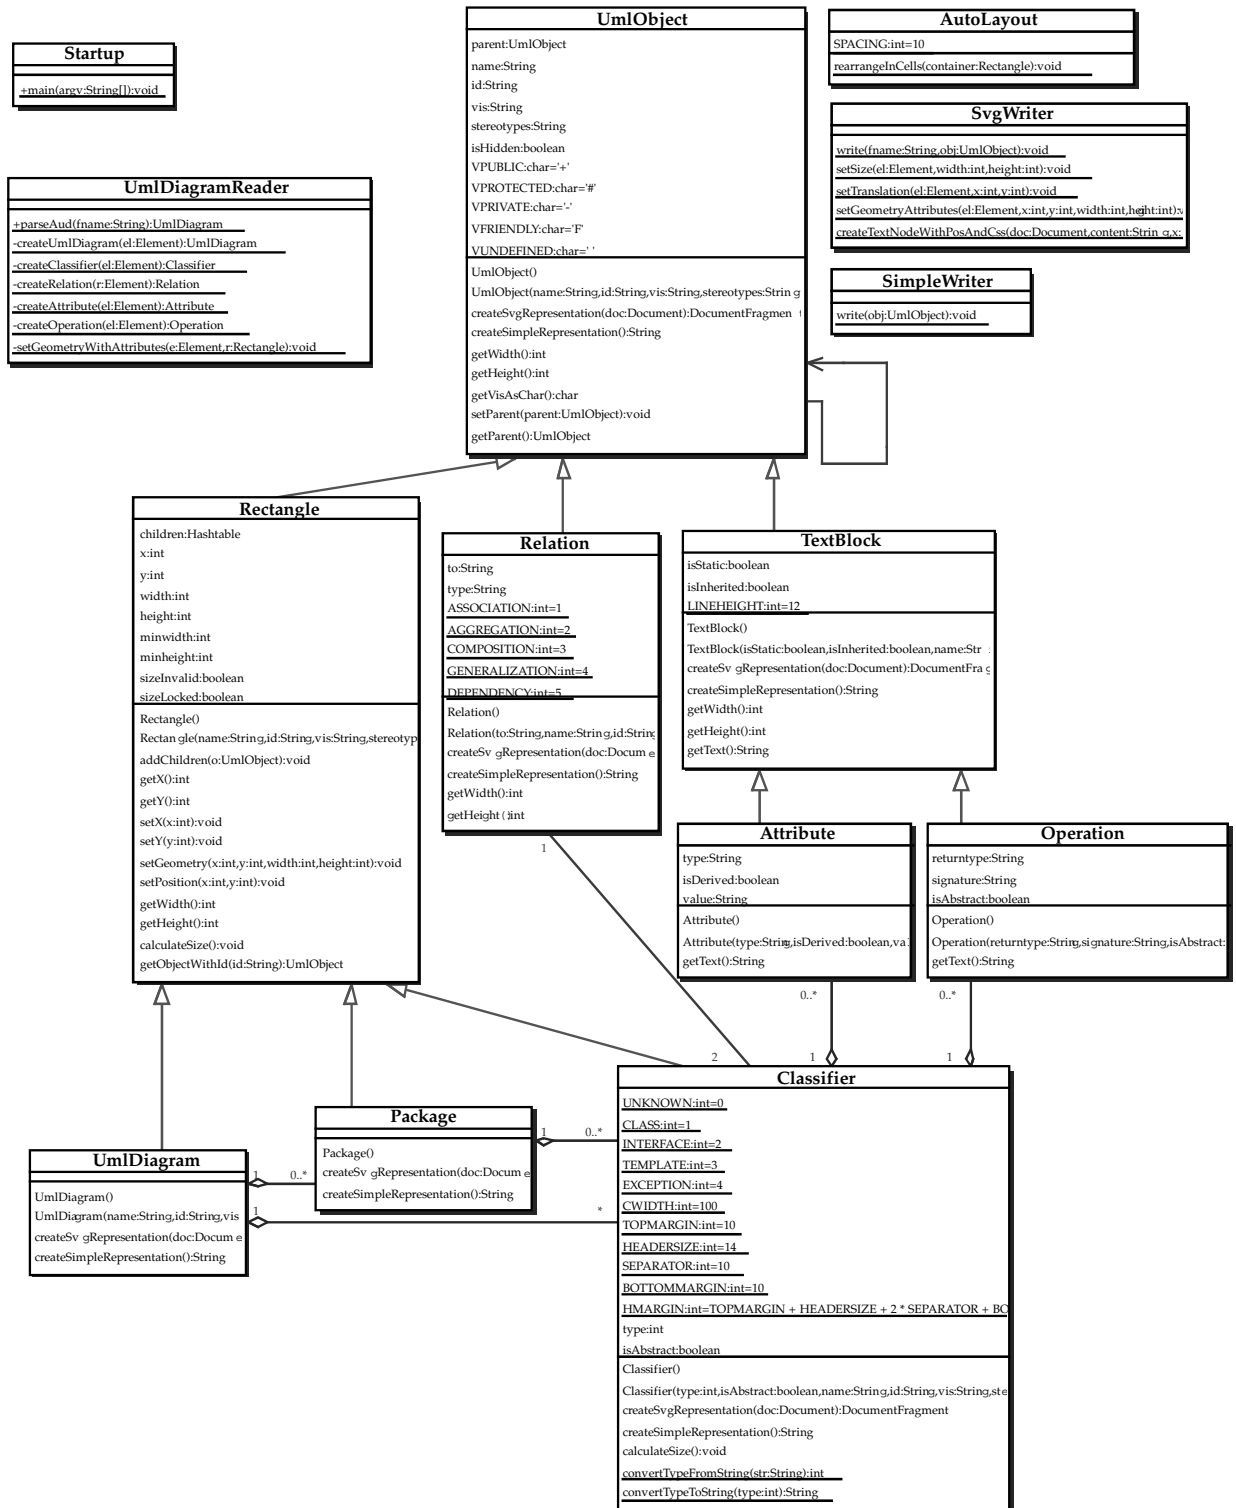 Startup
+main(argv:String[]):void
UmlDiagramReader
+parseAud(fname:String):UmlDiagram
-createUmlDiagram(el:Element):UmlDiagram
-createClassifier(el:Element):Classifier
-createRelation(r:Element):Relation
-createAttribute(el:Element):Attribute
-createOperation(el:Element):Operation
-setGeometryWithAttributes(e:Element,r:Rectangle):void
UmlObject
parent:UmlObject
name:String
id:String
vis:String
stereotypes:String
isHidden:boolean
VPUBLIC:char='+'
VPROTECTED:char='#'
VPRIVATE:char='-'
VFRIENDLY:char='F'
VUNDEFINED:char=' '
UmlObject()
UmlObject(name:String,id:String,vis:String,stereotypes:String
createSvgRepresentation(doc:Document):DocumentFragmen
createSimpleRepresentation():String
getWidth():int
getHeight():int
getVisAsChar():char
setParent(parent:UmlObject):void
getParent():UmlObject
AutoLayout
SPACING:int=10
rearrangeInCells(container:Rectangle):void
SvgWriter
write(fname:String,obj:UmlObject):void
setSize(el:Element,width:int,height:int):void
setTranslation(el:Element,x:int,y:int):void
setGeometryAttributes(el:Element,x:int,y:int,width:int,height:int):v
createTextNodeWithPosAndCss(doc:Document,content:String,x:
SimpleWriter
write(obj:UmlObject):void
Rectangle
children:Hashtable
x:int
y:int
width:int
height:int
minwidth:int
minheight:int
sizeInvalid:boolean
sizeLocked:boolean
Rectangle()
Rectangle(name:String,id:String,vis:String,stereotyp
addChildren(o:UmlObject):void
getX():int
getY():int
setX(x:int):void
setY(y:int):void
setGeometry(x:int,y:int,width:int,height:int):void
setPosition(x:int,y:int):void
getWidth():int
getHeight():int
calculateSize():void
getObjectWithId(id:String):UmlObject
Relation
to:String
type:String
ASSOCIATION:int=1
AGGREGATION:int=2
COMPOSITION:int=3
GENERALIZATION:int=4
DEPENDENCY:int=5
Relation()
Relation(to:String,name:String,id:String
createSvgRepresentation(doc:Docume
createSimpleRepresentation():String
getWidth():int
getHeight():int
TextBlock
isStatic:boolean
isInherited:boolean
LINEHEIGHT:int=12
TextBlock()
TextBlock(isStatic:boolean,isInherited:boolean,name:Str
createSvgRepresentation(doc:Document):DocumentFrag
createSimpleRepresentation():String
getWidth():int
getHeight():int
getText():String
Attribute
type:String
isDerived:boolean
value:String
Attribute()
Attribute(type:String,isDerived:boolean,val
getText():String
Operation
returntype:String
signature:String
isAbstract:boolean
Operation()
Operation(returntype:String,signature:String,isAbstract:
getText():String
1
2
0..*
1
0..*
1
Package
Package()
createSvgRepresentation(doc:Docume
createSimpleRepresentation():String
1
0..*
UmlDiagram
UmlDiagram()
UmlDiagram(name:String,id:String,vis
createSvgRepresentation(doc:Docume
createSimpleRepresentation():String
1
0..*
1
*
Classifier
UNKNOWN:int=0
CLASS:int=1
INTERFACE:int=2
TEMPLATE:int=3
EXCEPTION:int=4
CWIDTH:int=100
TOPMARGIN:int=10
HEADERSIZE:int=14
SEPARATOR:int=10
BOTTOMMARGIN:int=10
HMARGIN:int=TOPMARGIN + HEADERSIZE + 2 * SEPARATOR + BO
type:int
isAbstract:boolean
Classifier()
Classifier(type:int,isAbstract:boolean,name:String,id:String,vis:String,ste
createSvgRepresentation(doc:Document):DocumentFragment
createSimpleRepresentation():String
calculateSize():void
convertTypeFromString(str:String):int
convertTypeToString(type:int):String